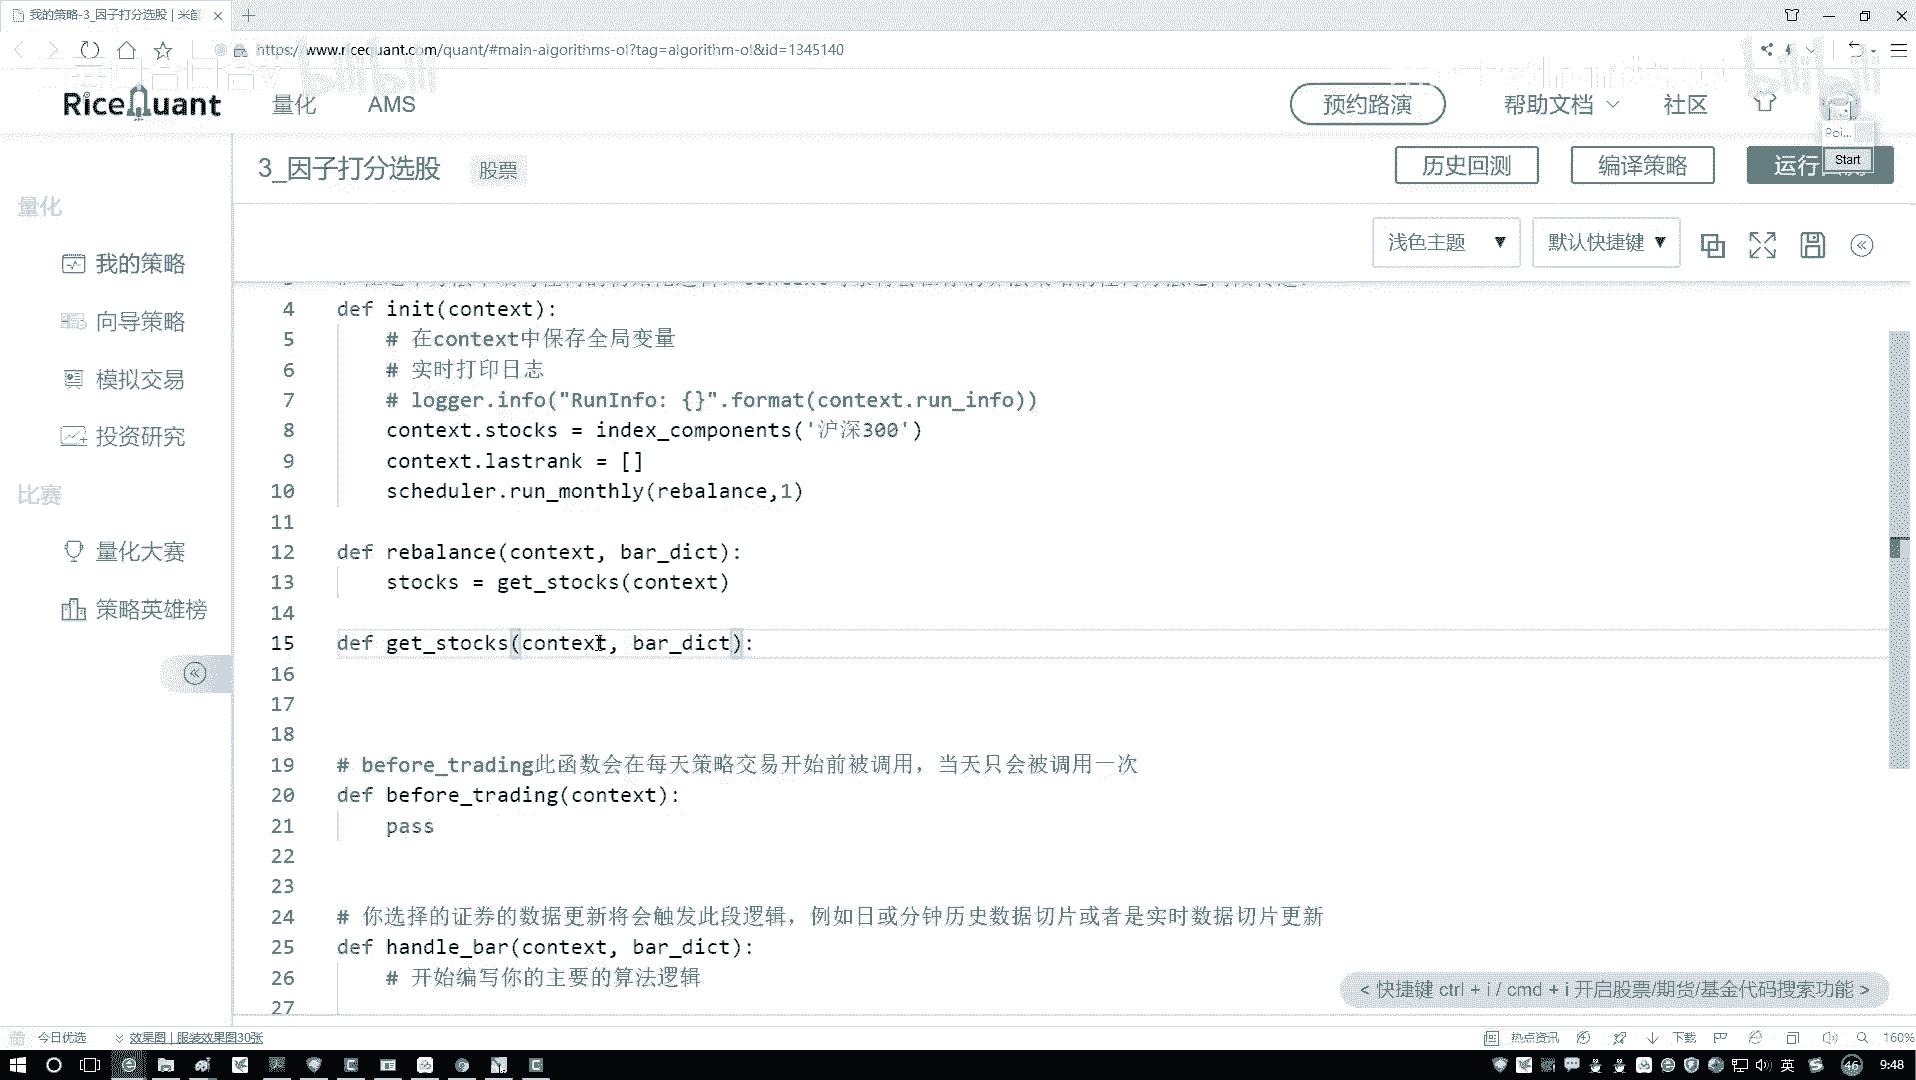 我的策略-3_因子打分选股 | 米筐
https://www.ricequant.com/quant/#main-algorithms-ol?tag=algorithm-ol&id=1345140
RiceQuant
量化
AMS
预约路演
帮助文档
社区
Poi...
Start
3_因子打分选股
股票
历史回测
编译策略
运行
浅色主题
默认快捷键
量化
我的策略
向导策略
模拟交易
投资研究
比赛
量化大赛
策略英雄榜
4 def init(context):
5 # 在context中保存全局变量
6 # 实时打印日志
7 # logger.info("RunInfo: {}".format(context.run_info))
8 context.stocks = index_components('沪深300')
9 context.lastrank = []
10 scheduler.run_monthly(rebalance,1)
11
12 def rebalance(context, bar_dict):
13 stocks = get_stocks(context)
14
15 def get_stocks(context, bar_dict):
16
17
18
19 # before_trading此函数会在每天策略交易开始前被调用，当天只会被调用一次
20 def before_trading(context):
21 pass
22
23
24 # 你选择的证券的数据更新将会触发此段逻辑，例如日或分钟历史数据切片或者是实时数据切片更新
25 def handle_bar(context, bar_dict):
26 # 开始编写你的主要的算法逻辑
27
< 快捷键 ctrl + i / cmd + i 开启股票/期货/基金代码搜索功能 >
今日优选
效果图 | 服装效果图30张
热点资讯
下载
160%
英
46
9:48